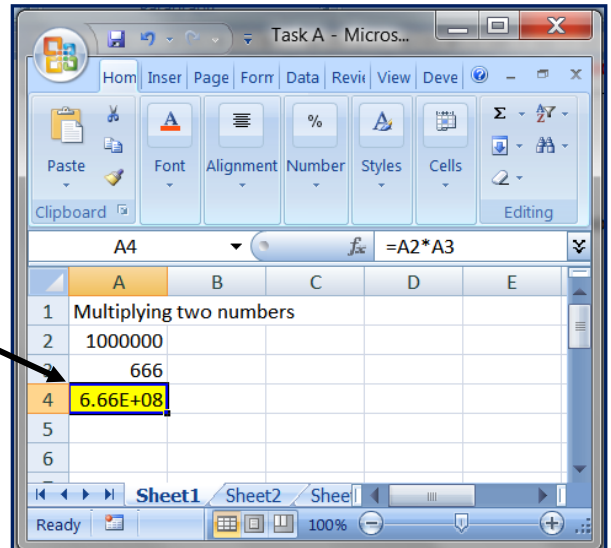 Task A - Micros...
Hom Inser Page Forr Data Revie View Deve
Paste Font Alignment Number Styles Cells
Clipboard Editing
A4 fx =A2*A3
A B C D E
1 Multiplying two numbers
2 1000000
666
4 6.66E+08
5
6
Sheet1 Sheet2 Shee
Ready 100%